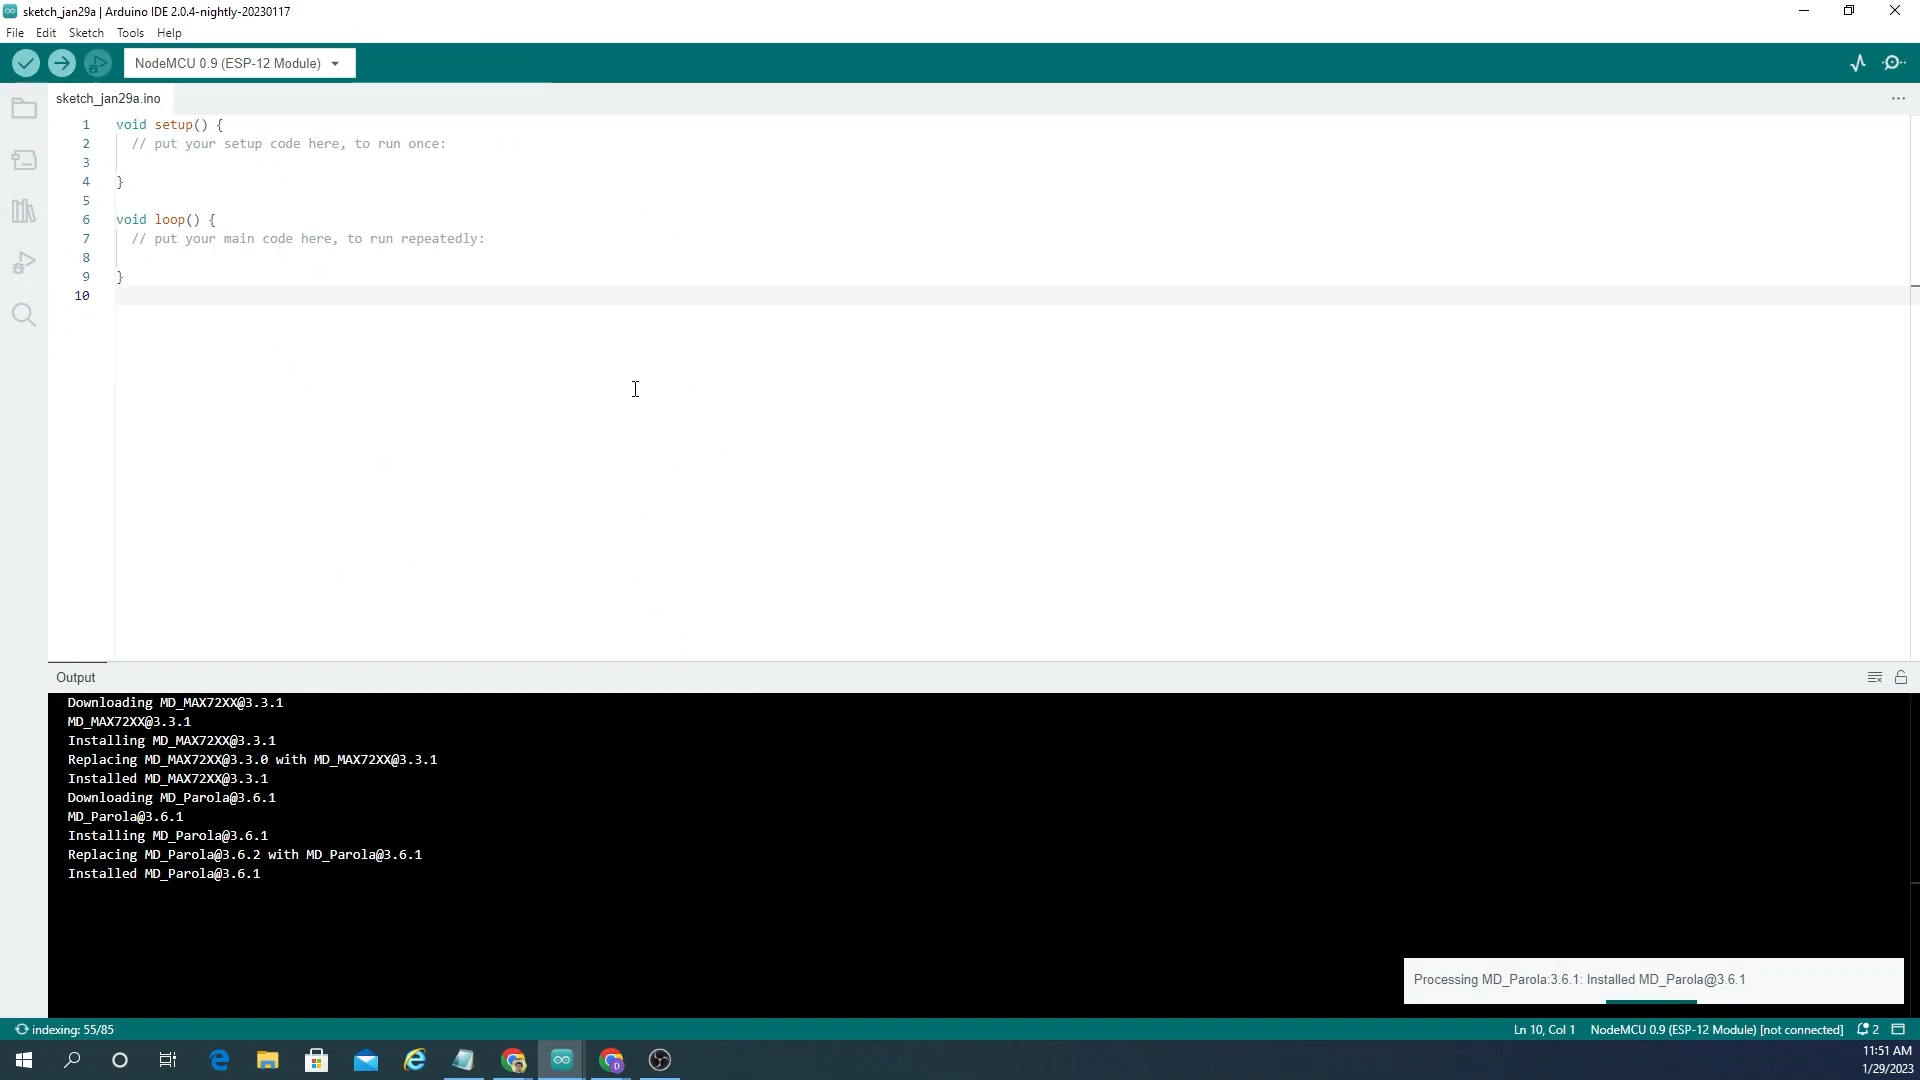 sketch_jan29a | Arduino IDE 2.0.4-nightly-20230117
File Edit Sketch Tools Help
NodeMCU 0.9 (ESP-12 Module)
sketch_jan29a.ino
1 void setup() {
2 // put your setup code here, to run once:
3
4 }
5
6 void loop() {
7 // put your main code here, to run repeatedly:
8
9 }
10
Output
Downloading MD_MAX72XX@3.3.1
MD_MAX72XX@3.3.1
Installing MD_MAX72XX@3.3.1
Replacing MD_MAX72XX@3.3.0 with MD_MAX72XX@3.3.1
Installed MD_MAX72XX@3.3.1
Downloading MD_Parola@3.6.1
MD_Parola@3.6.1
Installing MD_Parola@3.6.1
Replacing MD_Parola@3.6.2 with MD_Parola@3.6.1
Installed MD_Parola@3.6.1
Processing MD_Parola:3.6.1: Installed MD_Parola@3.6.1
indexing: 55/85 Ln 10, Col 1 NodeMCU 0.9 (ESP-12 Module) [not connected] 2
11:51 AM
1/29/2023